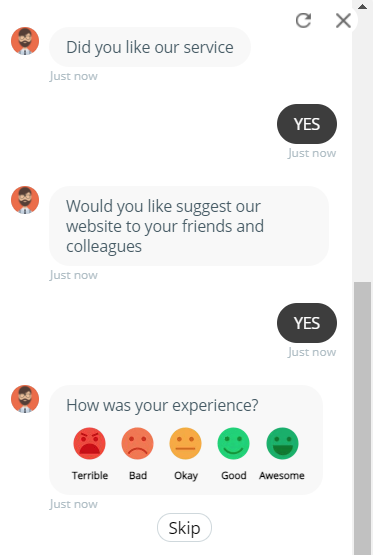 Did you like our service
Just now
YES
Just now
Would you like suggest our
website to your friends and
colleagues
Just now
YES
Just now
How was your experience?
Terrible Bad Okay Good Awesome
Just now
Skip